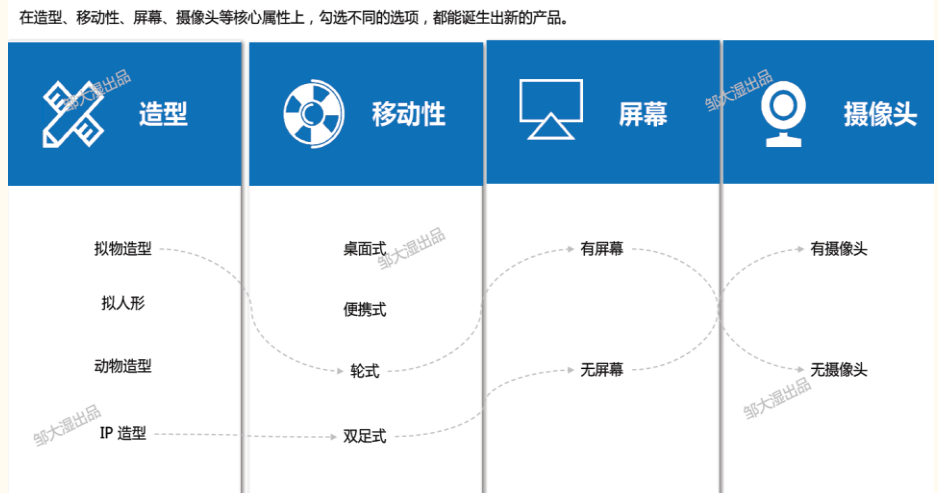 在造型、移动性、屏幕、摄像头等核心属性上，勾选不同的选项，都能诞生出新的产品。
造型
移动性
屏幕
摄像头
拟物造型
桌面式
有屏幕
有摄像头
拟人形
便携式
动物造型
轮式
无屏幕
无摄像头
IP 造型
双足式
邹大湿出品
邹大湿出品
邹大湿出品
邹大湿出品
邹大湿出品